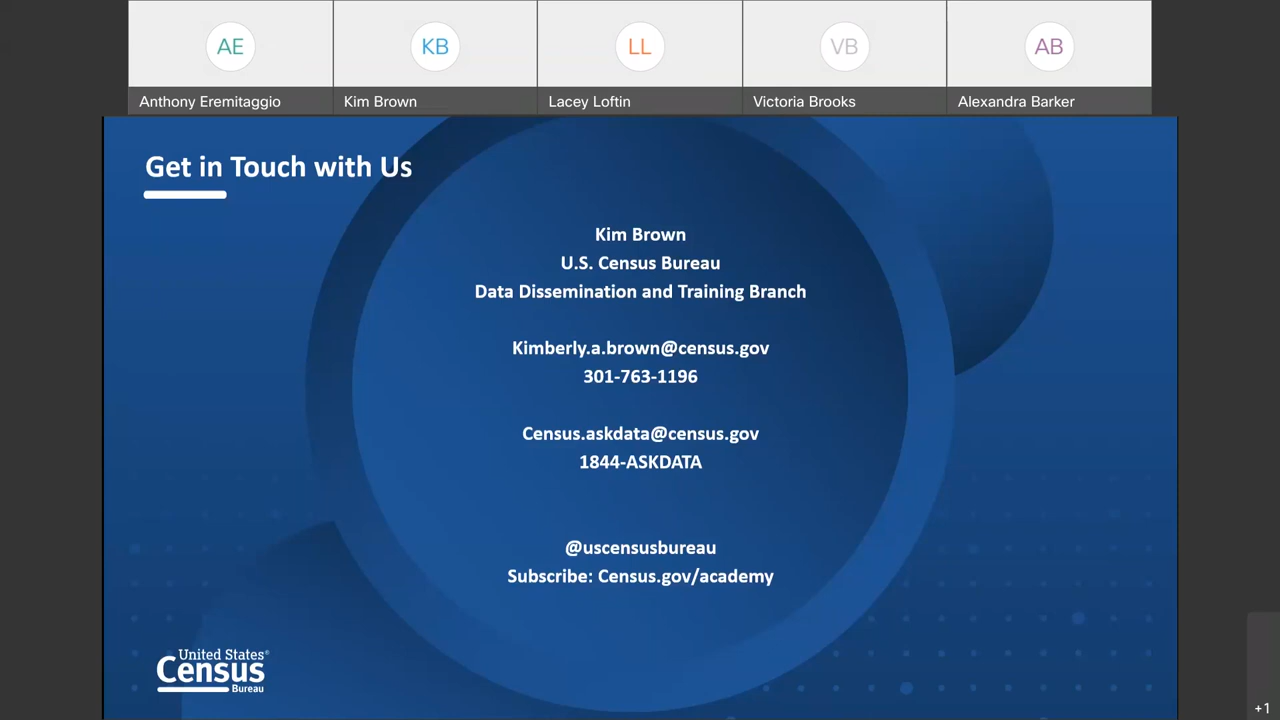 AE
KB
LL
VB
AB
Anthony Eremitaggio
Kim Brown
Lacey Loftin
Victoria Brooks
Alexandra Barker
Get in Touch with Us
Kim Brown
U.S. Census Bureau
Data Dissemination and Training Branch
Kimberly.a.brown@census.gov
301-763-1196
Census.askdata@census.gov
1844-ASKDATA
@uscensusbureau
Subscribe: Census.gov/academy
United States®
Census
Bureau
+1